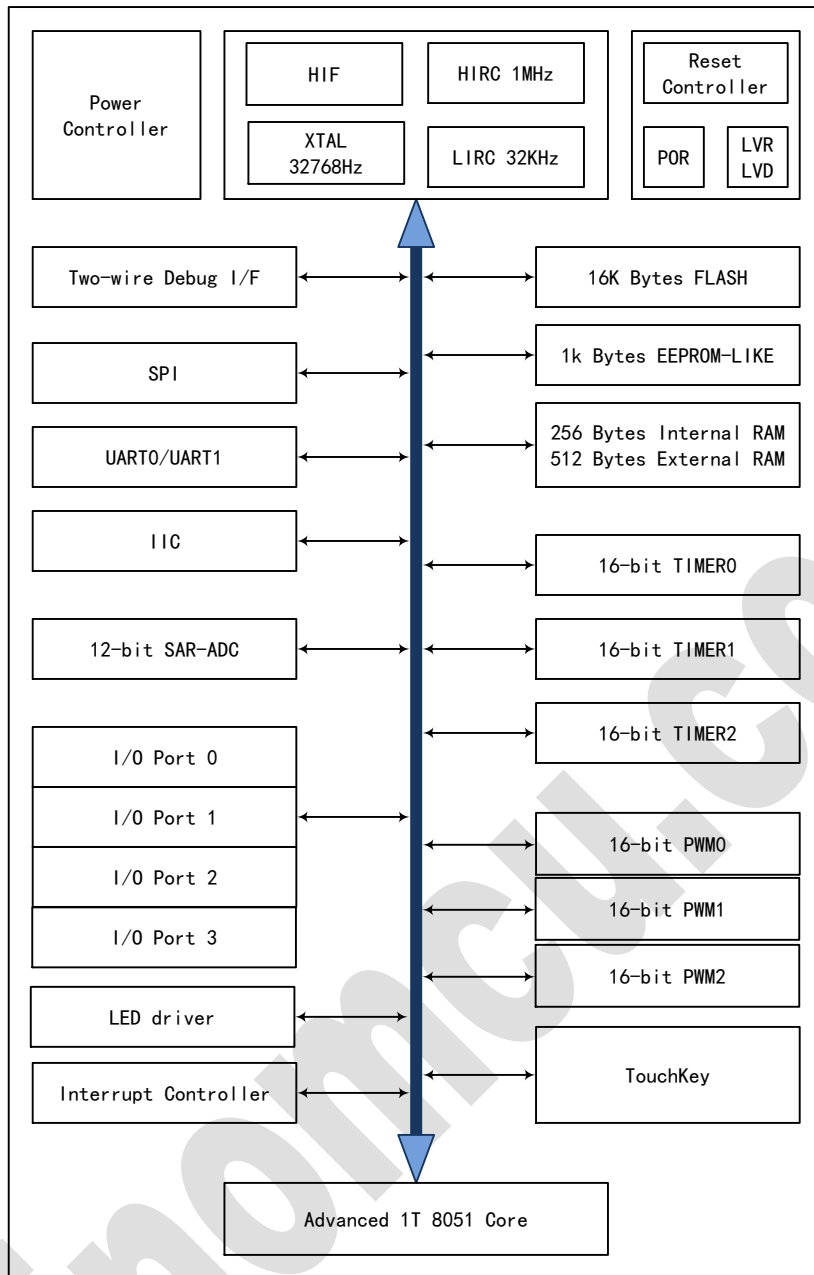 Power
Controller
HIF
HIRC 1MHz
XTAL
32768Hz
LIRC 32KHz
Reset
Controller
POR
LVR
LVD
Two-wire Debug I/F
16K Bytes FLASH
SPI
1k Bytes EEPROM-LIKE
UART0/UART1
256 Bytes Internal RAM
512 Bytes External RAM
IIC
16-bit TIMER0
12-bit SAR-ADC
16-bit TIMER1
16-bit TIMER2
I/O Port 0
I/O Port 1
I/O Port 2
I/O Port 3
16-bit PWM0
16-bit PWM1
16-bit PWM2
LED driver
TouchKey
Interrupt Controller
Advanced 1T 8051 Core